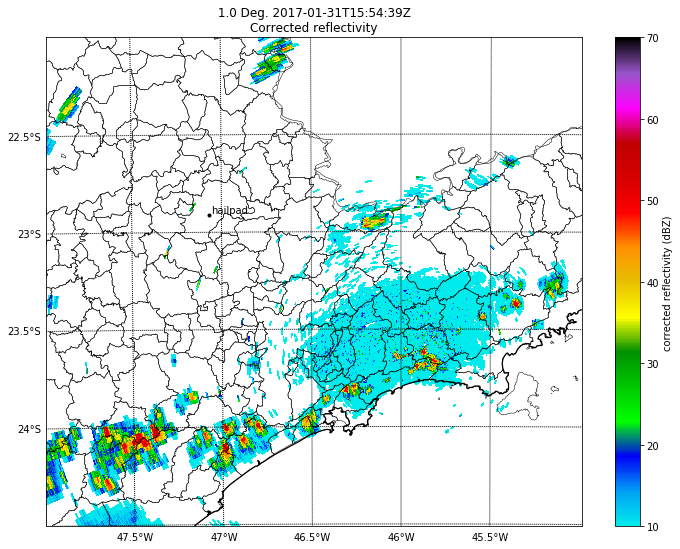 1.0 Deg. 2017-01-31T15:54:39Z
Corrected reflectivity
70
60
50
40
30
20
10
corrected reflectivity (dBZ)
22.5°S
23°S
23.5°S
24°S
hailpad
47.5°W 47°W 46.5°W 46°W 45.5°W